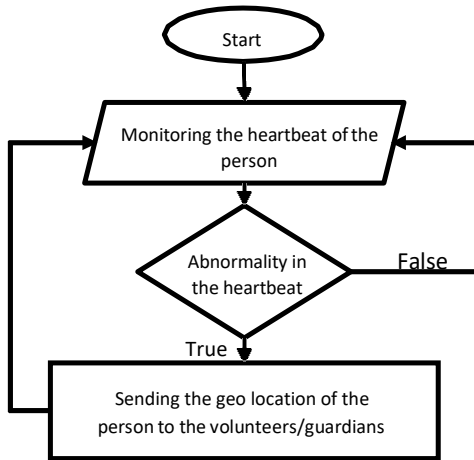 Start
Monitoring the heartbeat of the
person
Abnormality in
the heartbeat
False
True
Sending the geo location of the
person to the volunteers/guardians